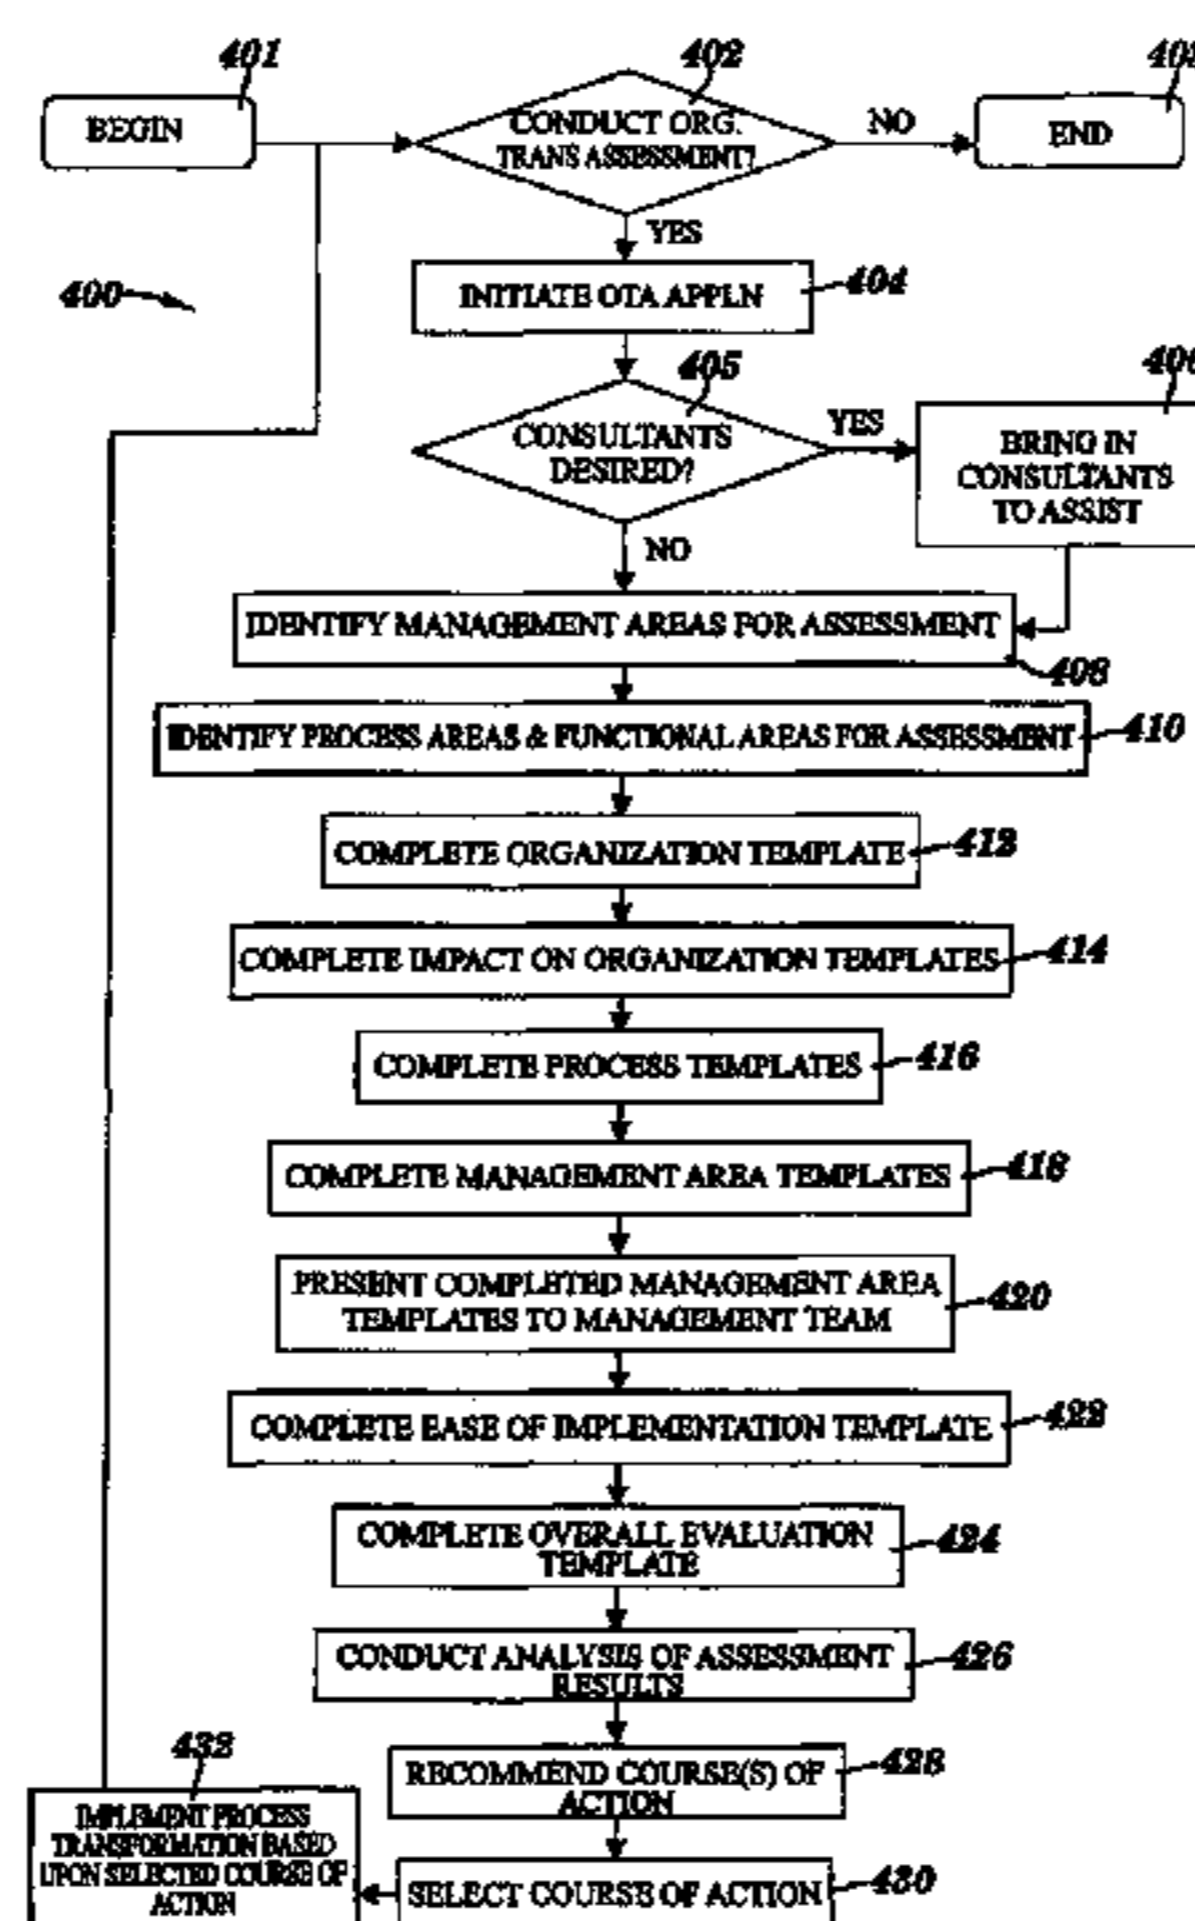 401
402
BEGIN
CONDUCT ORG.
TRANS ASSESSMENT?
NO
END
YES
400
INITIATE OTA APPLN
404
405
CONSULTANTS
DESIRED?
YES
BRING IN
CONSULTANTS
TO ASSIST
NO
IDENTIFY MANAGEMENT AREAS FOR ASSESSMENT
408
IDENTIFY PROCESS AREAS & FUNCTIONAL AREAS FOR ASSESSMENT
410
COMPLETE ORGANIZATION TEMPLATE
412
COMPLETE IMPACT ON ORGANIZATION TEMPLATES
414
COMPLETE PROCESS TEMPLATES
416
COMPLETE MANAGEMENT AREA TEMPLATES
418
PRESENT COMPLETED MANAGEMENT AREA
TEMPLATES TO MANAGEMENT TEAM
420
COMPLETE EASE OF IMPLEMENTATION TEMPLATE
422
COMPLETE OVERALL EVALUATION
TEMPLATE
424
CONDUCT ANALYSIS OF ASSESSMENT
RESULTS
426
RECOMMEND COURSE(S) OF
ACTION
428
432
IMPLEMENT PROCESS
TRANSFORMATION BASED
UPON SELECTED COURSE OF
ACTION
SELECT COURSE OF ACTION
430